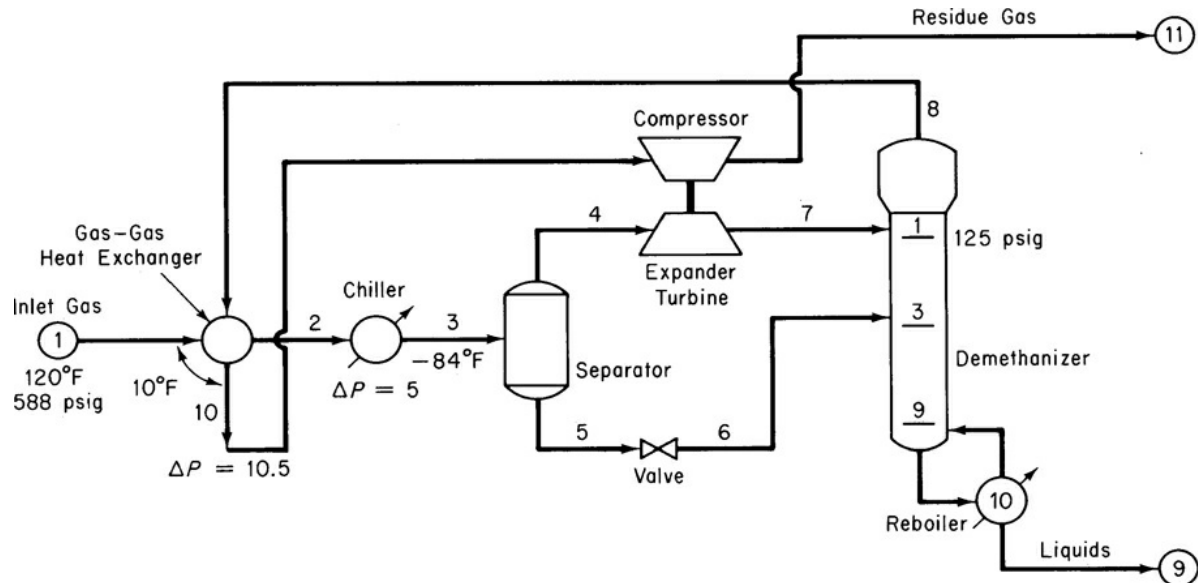 Residue Gas
11
8
Compressor
4
7
1
125 psig
Gas-Gas
Heat Exchanger
Expander
Turbine
Chiller
Inlet Gas
1
2
3
3
-84°F
Separator
Demethanizer
120°F
588 psig
10°F
10
ΔP = 5
9
5
6
ΔP = 10.5
Valve
10
Reboiler
Liquids
9